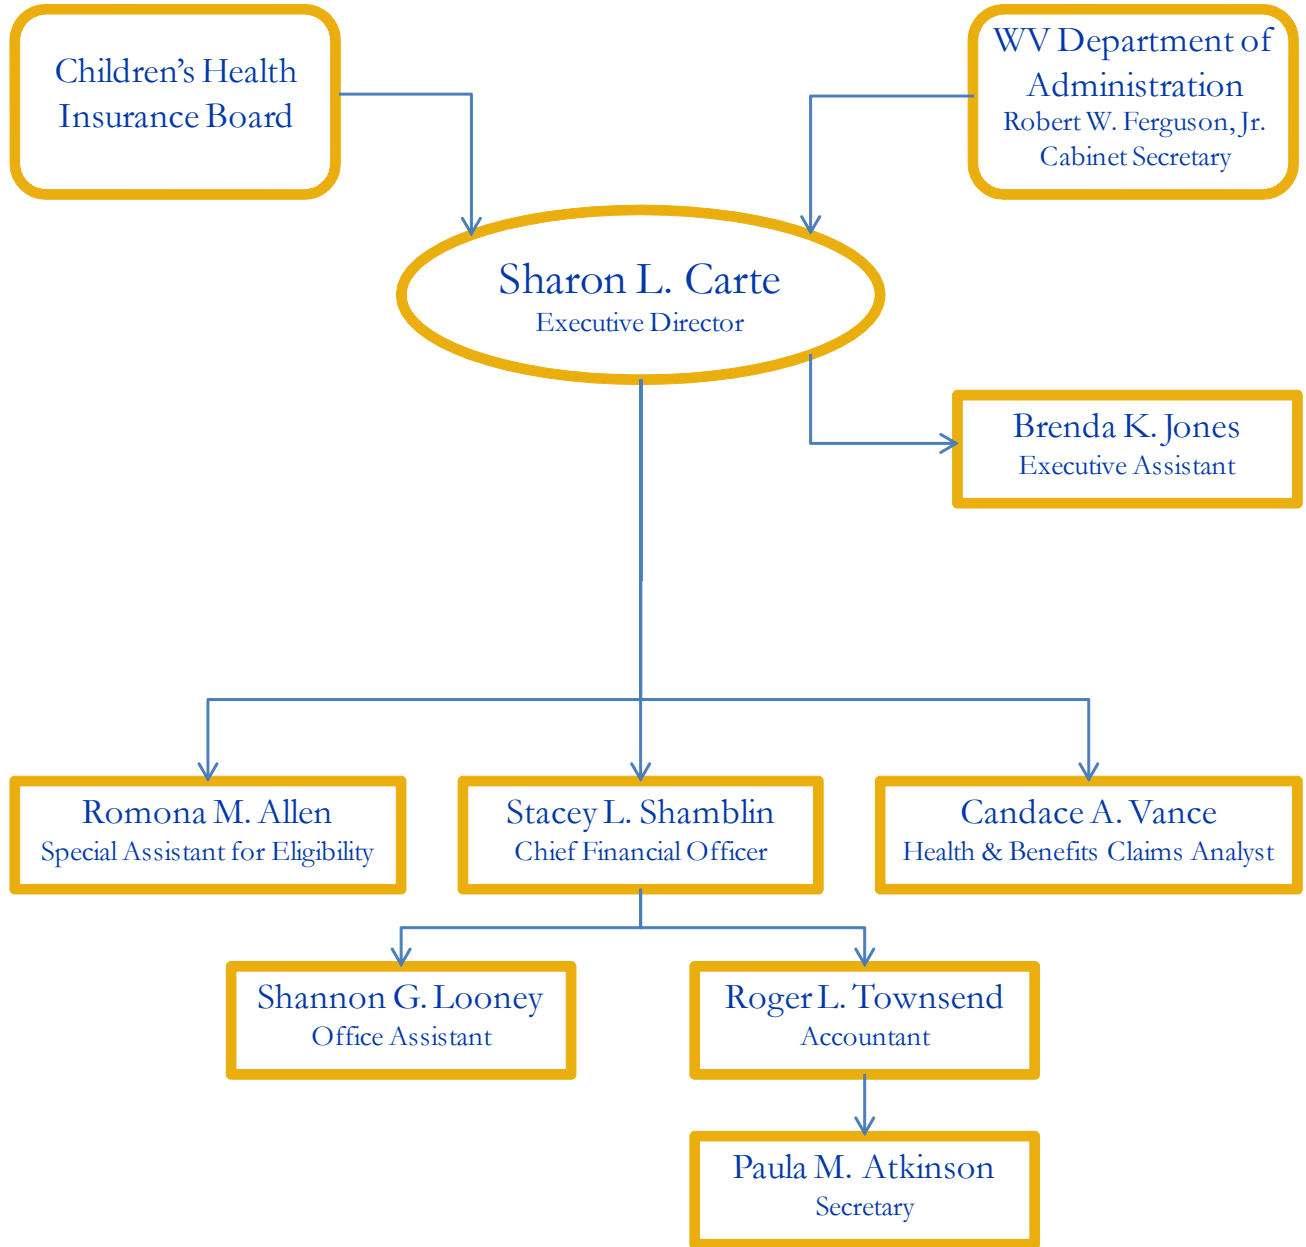 Children’s Health
Insurance Board
WV Department of
Administration
Robert W. Ferguson, Jr.
Cabinet Secretary
Sharon L. Carte
Executive Director
Brenda K. Jones
Executive Assistant
Romona M. Allen
Special Assistant for Eligibility
Stacey L. Shamblin
Chief Financial Officer
Candace A. Vance
Health & Benefits Claims Analyst
Shannon G. Looney
Office Assistant
Roger L. Townsend
Accountant
Paula M. Atkinson
Secretary